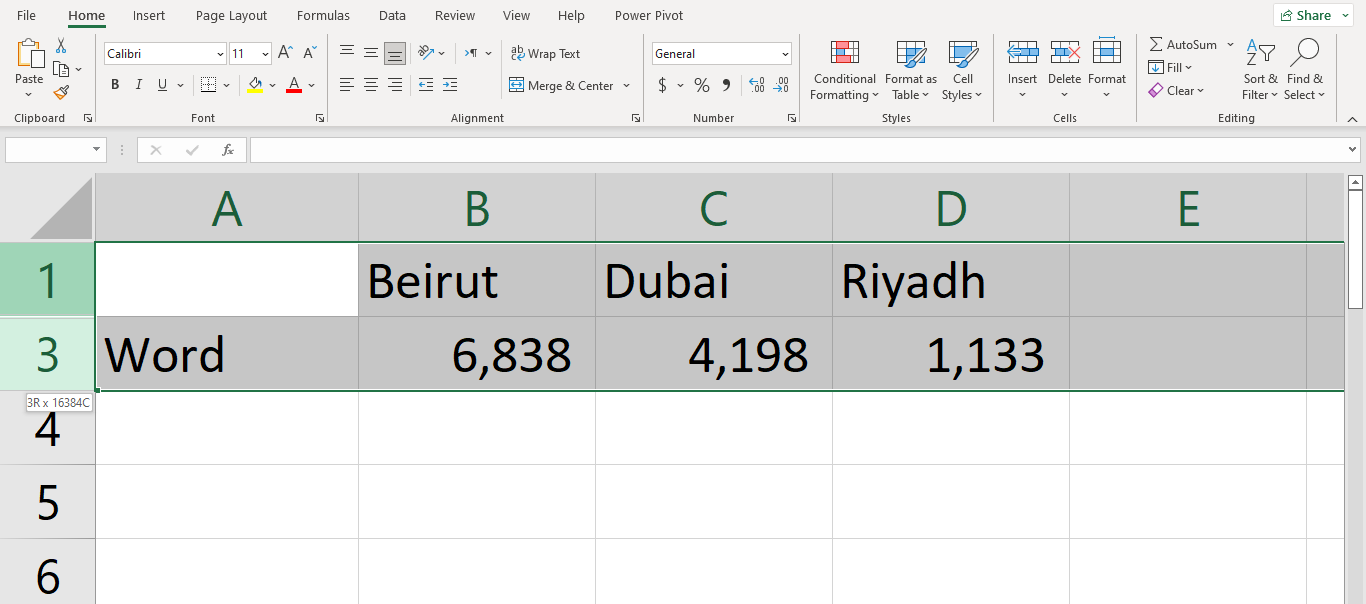 File Home Insert Page Layout Formulas Data Review View Help Power Pivot Share
Calibri 11 ab Wrap Text General AutoSum
Paste B I U A Merge & Center $ % Conditional Formatting Format as Table Cell Styles Insert Delete Format Fill Clear Sort & Filter Find & Select
Clipboard Font Alignment Number Styles Cells Editing
fx
A B C D E
1 Beirut Dubai Riyadh
3 Word 6,838 4,198 1,133
3R x 16384C
4
5
6